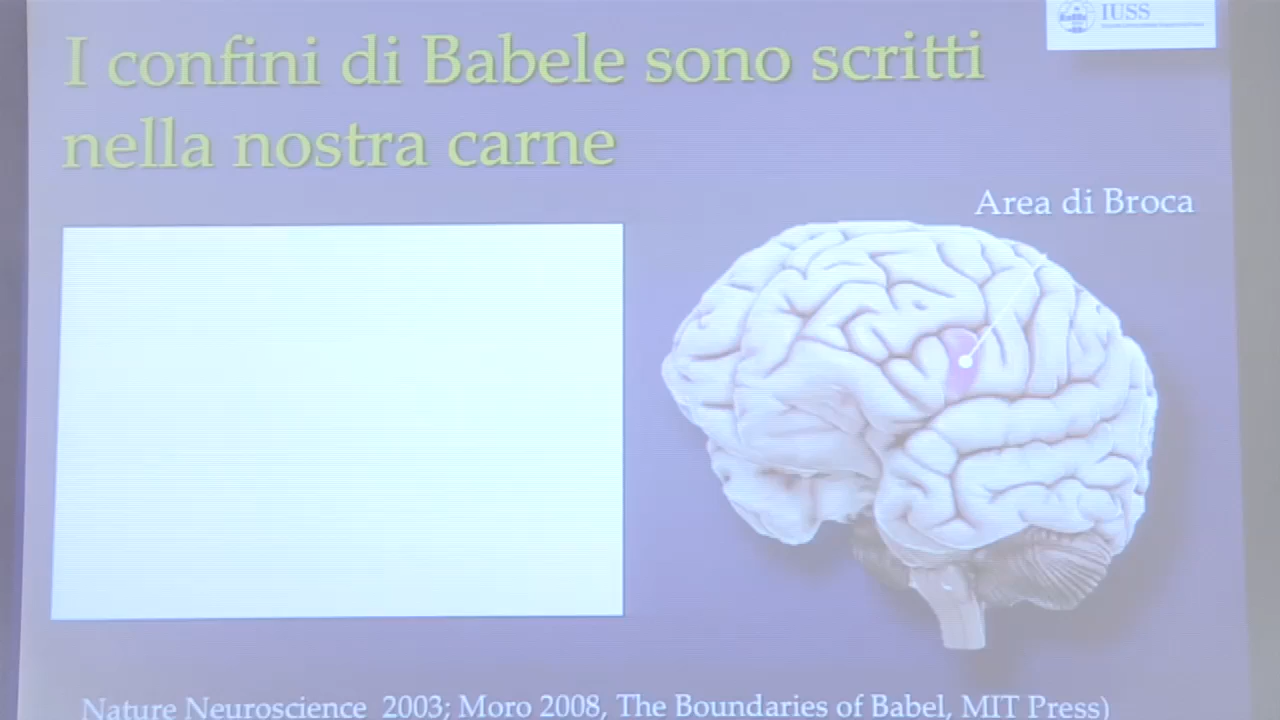 IUSS
I confini di Babele sono scritti
nella nostra carne
Area di Broca
Nature Neuroscience 2003; Moro 2008, The Boundaries of Babel, MIT Press)